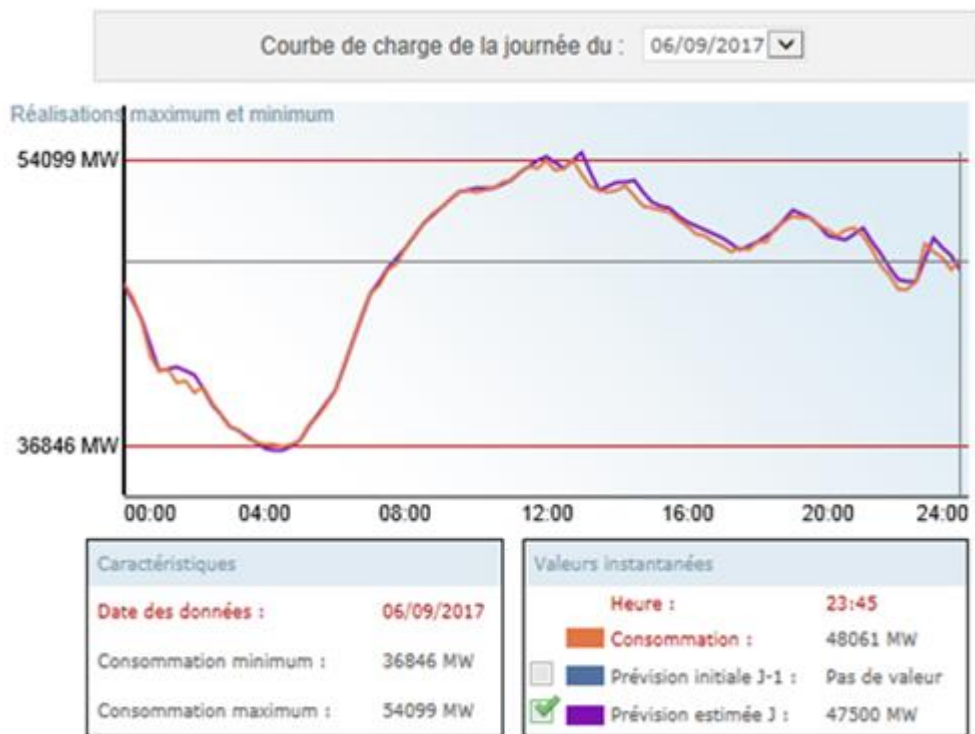 Courbe de charge de la journée du : 06/09/2017
Réalisations maximum et minimum
54099 MW
36846 MW
00:00 04:00 08:00 12:00 16:00 20:00 24:00
Caractéristiques
Date des données : 06/09/2017
Consommation minimum : 36846 MW
Consommation maximum : 54099 MW
Valeurs instantanées
Heure : 23:45
Consommation : 48061 MW
Prévision initiale J-1 : Pas de valeur
Prévision estimée J : 47500 MW